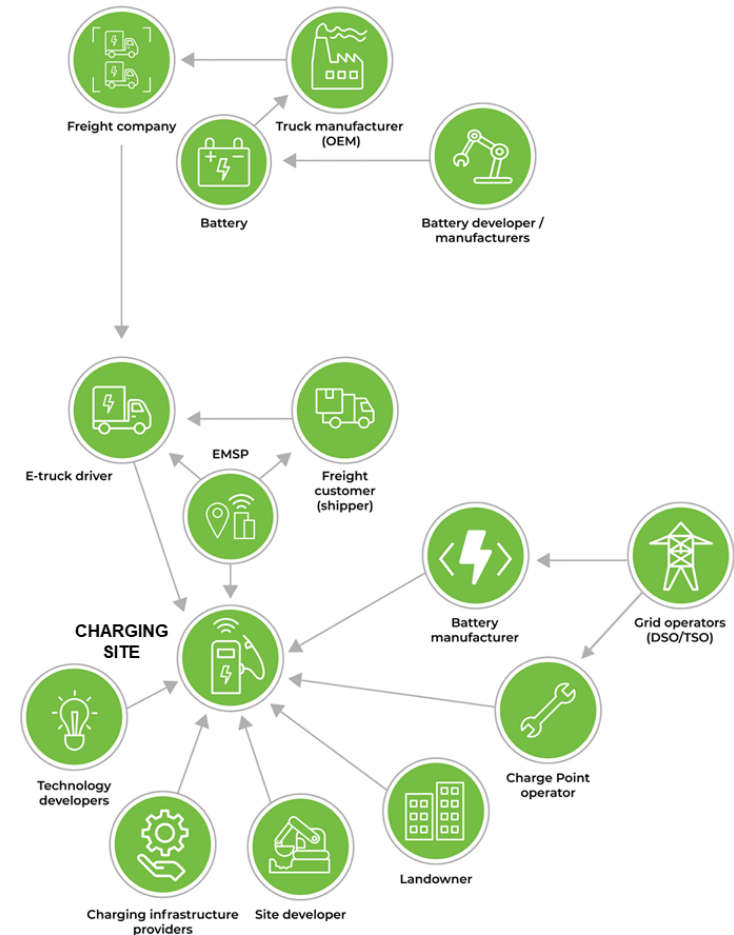 Freight company
Truck manufacturer
(OEM)
Battery
Battery developer /
manufacturers
E-truck driver
EMSP
Freight
customer
(shipper)
Battery
manufacturer
Grid operators
(DSO/TSO)
CHARGING
SITE
Technology
developers
Charge Point
operator
Landowner
Charging infrastructure
providers
Site developer